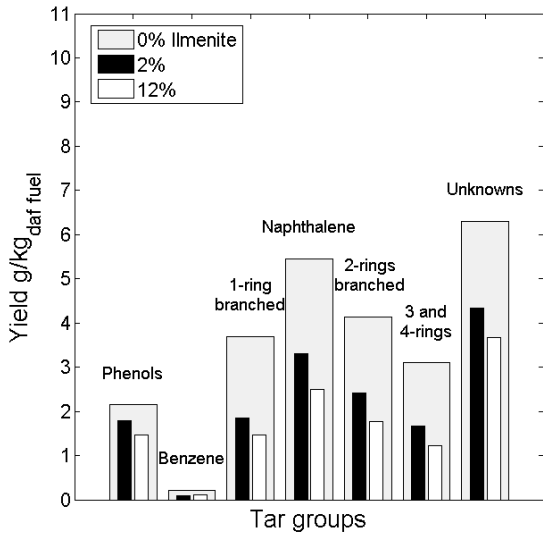 11
10
9
8
7
6
5
4
3
2
1
0
Yield g/kg daf fuel
0% Ilmenite
2%
12%
Phenols
Benzene
1-ring
branched
Naphthalene
2-rings
branched
3 and
4-rings
Unknowns
Tar groups